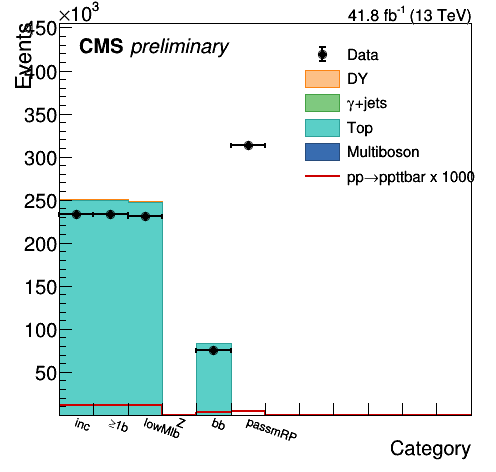 ×10³
41.8 fb⁻¹ (13 TeV)
Events
CMS preliminary
Data
DY
γ+jets
Top
Multiboson
pp→ppttbar x 1000
450
400
350
300
250
200
150
100
50
inc
≥1b
lowMlb
Z
bb
passmRP
Category